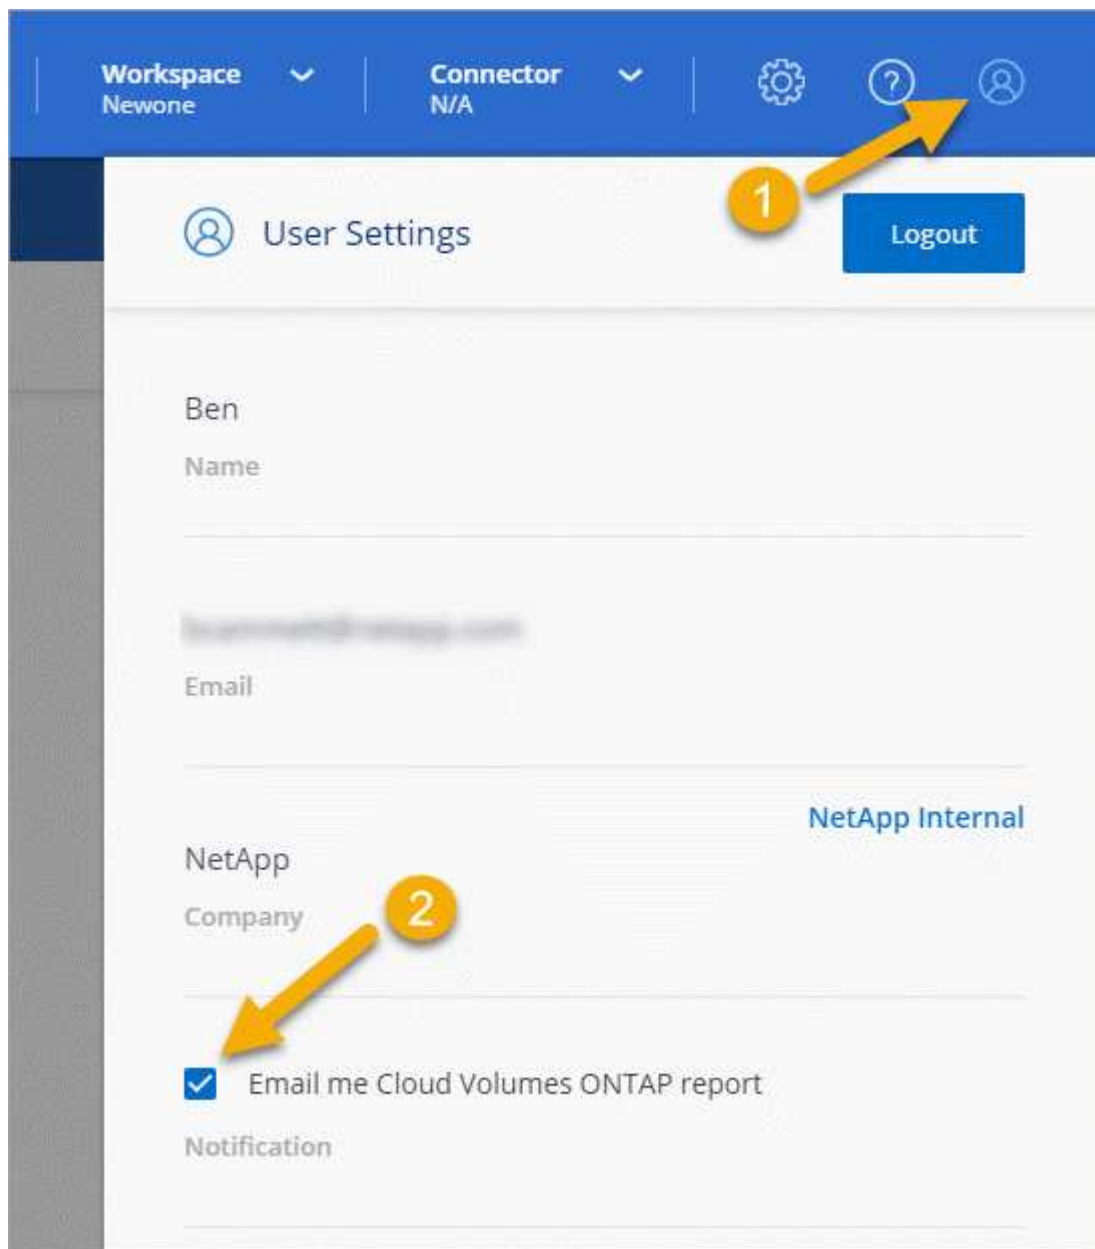 Workspace
Newone
Connector
N/A
?
1
User Settings
Logout
Ben
Name
Email
NetApp Internal
NetApp
Company
2
Email me Cloud Volumes ONTAP report
Notification